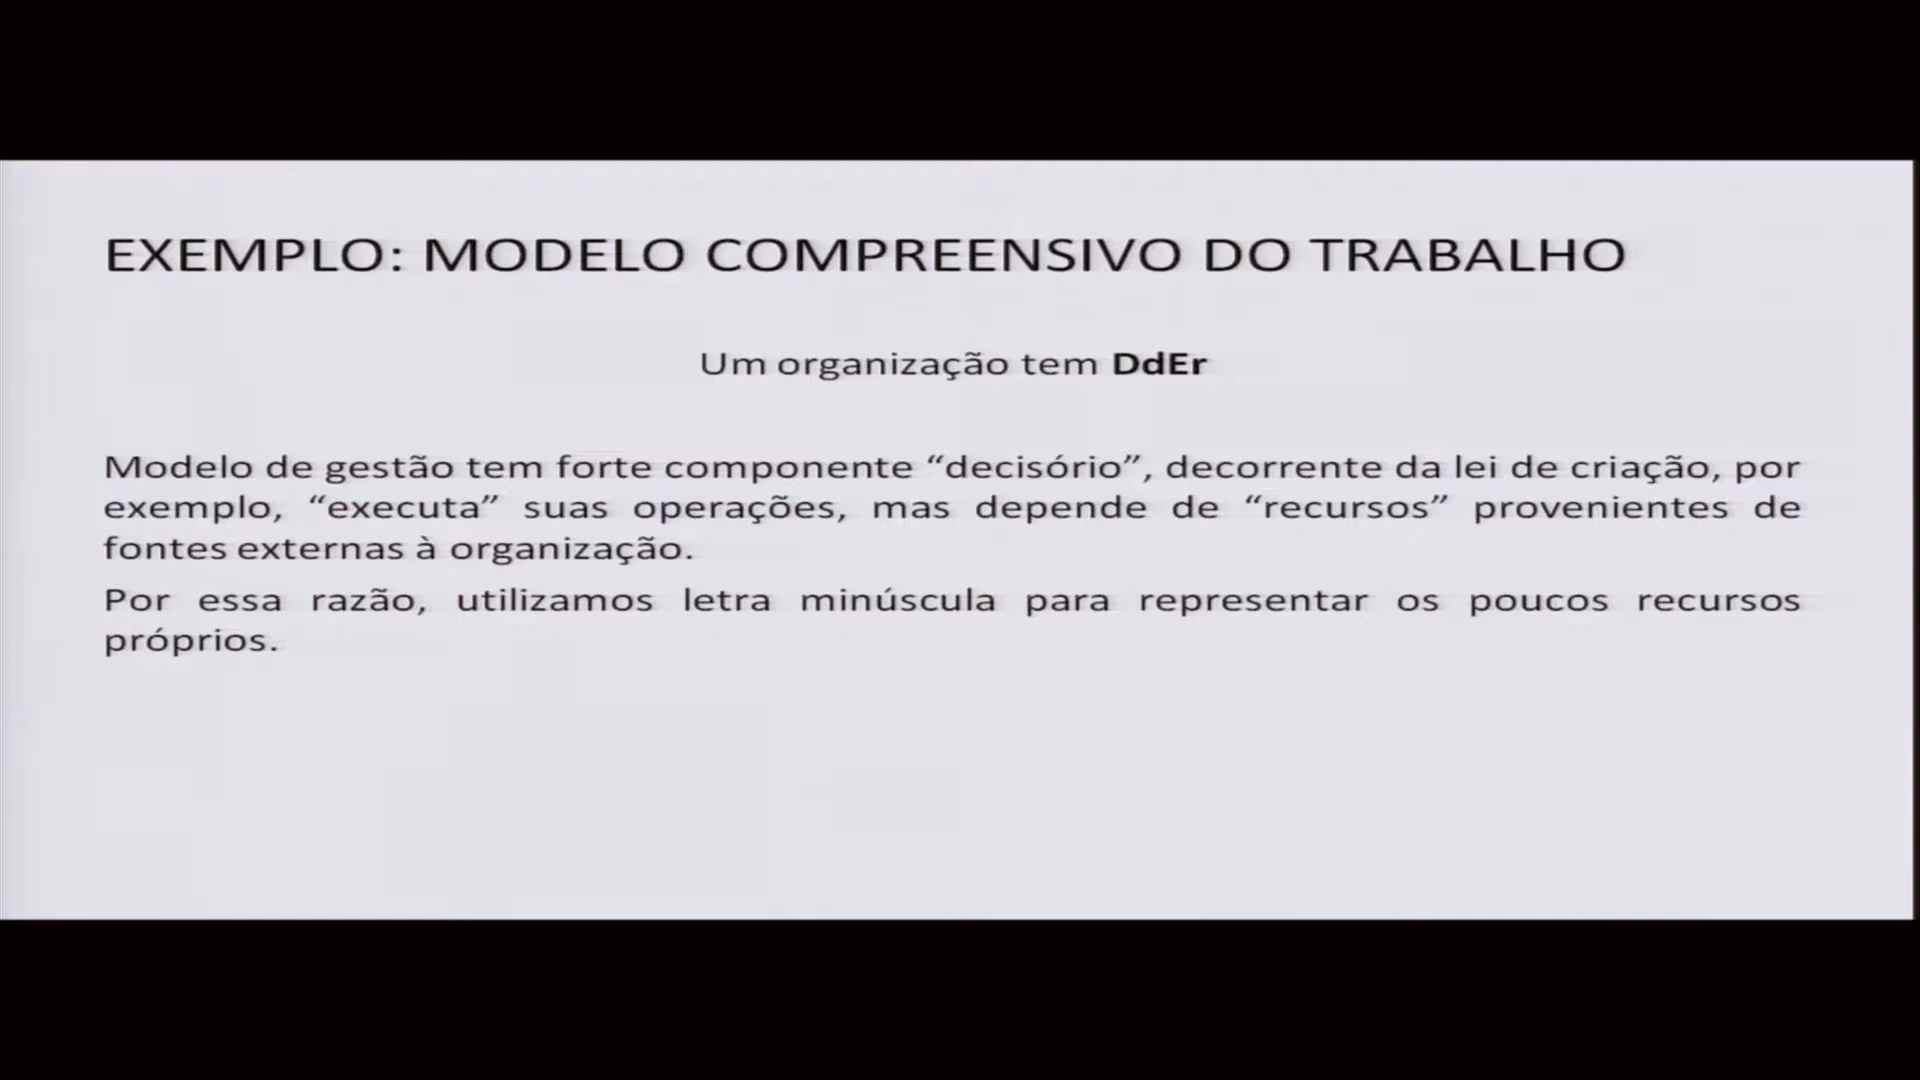 EXEMPLO: MODELO COMPREENSIVO DO TRABALHO
Um organização tem DdEr
Modelo de gestão tem forte componente “decisório”, decorrente da lei de criação, por
exemplo, “executa” suas operações, mas depende de “recursos” provenientes de
fontes externas à organização.
Por essa razão, utilizamos letra minúscula para representar os poucos recursos
próprios.